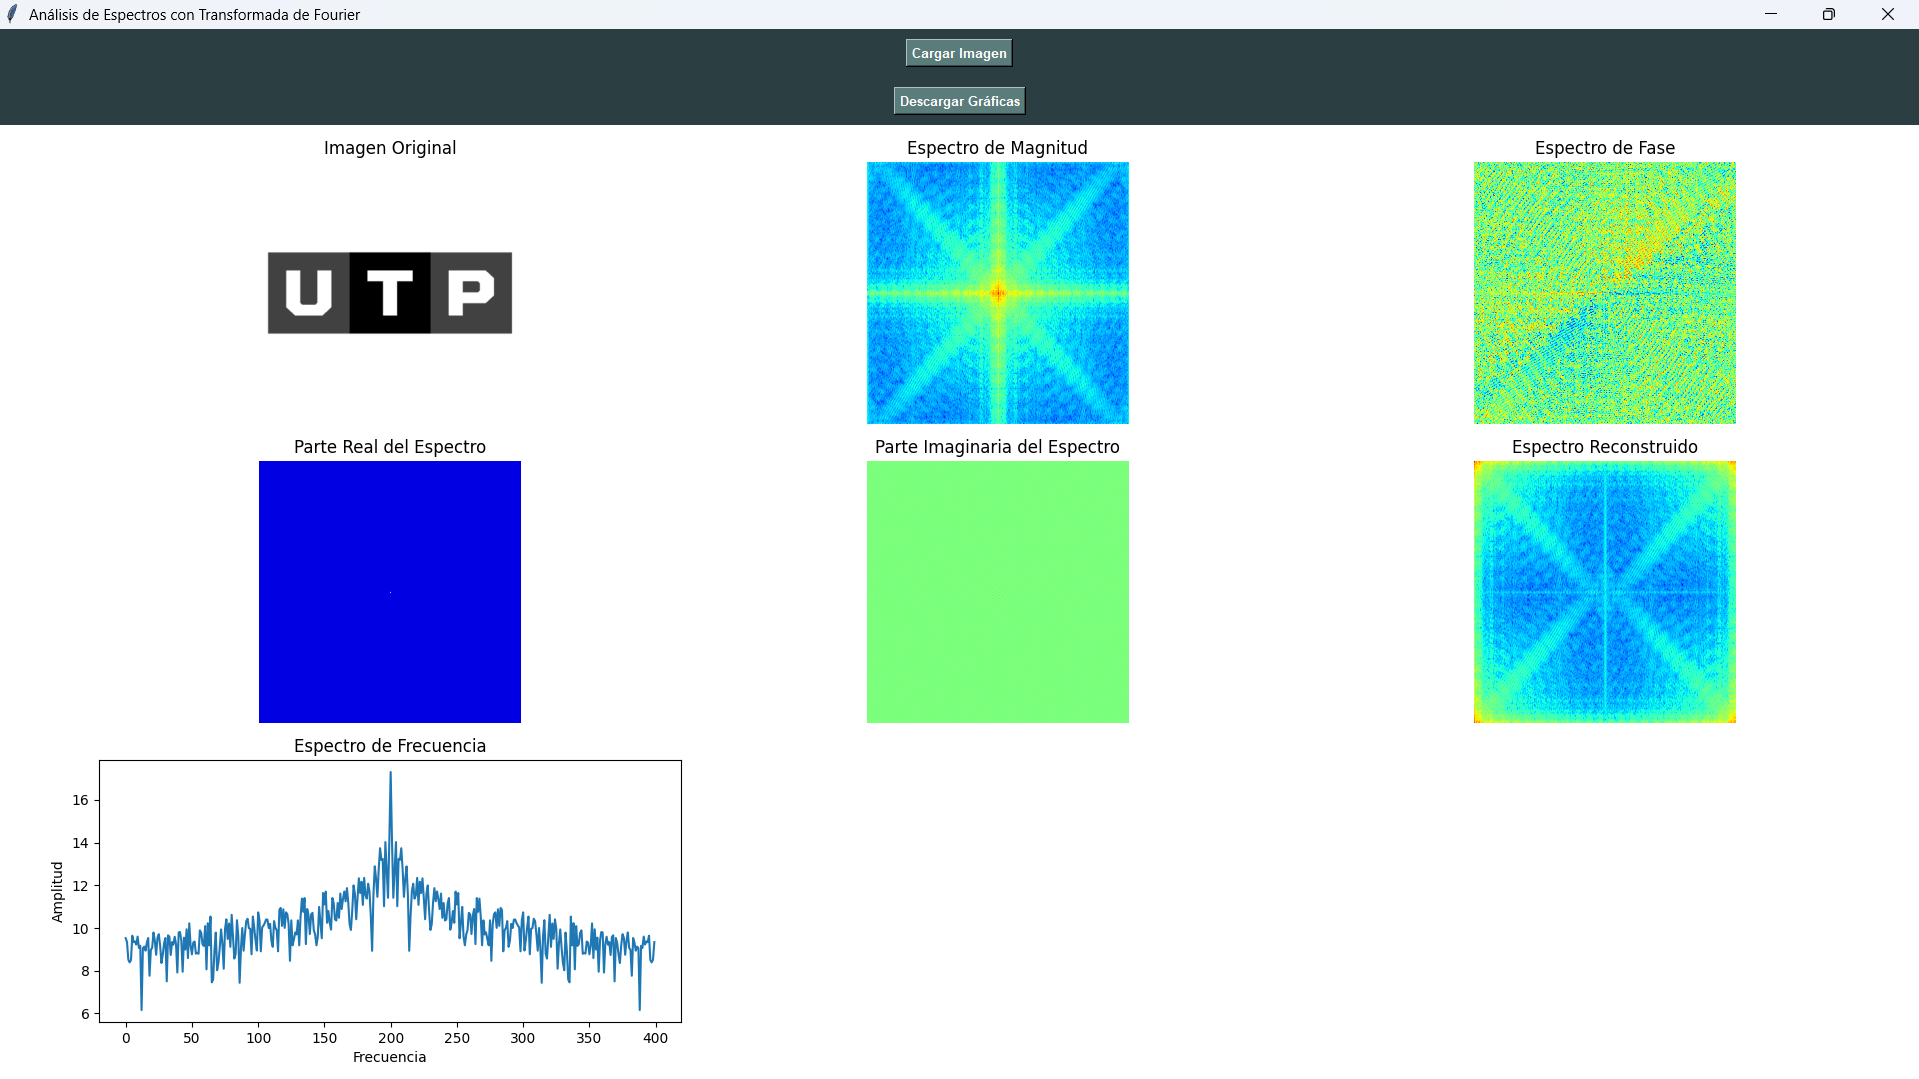 Análisis de Espectros con Transformada de Fourier
Cargar Imagen
Descargar Gráficas
Imagen Original
Espectro de Magnitud
Espectro de Fase
UTP
Parte Real del Espectro
Parte Imaginaria del Espectro
Espectro Reconstruido
Espectro de Frecuencia
Amplitud
16
14
12
10
8
6
0 50 100 150 200 250 300 350 400
Frecuencia